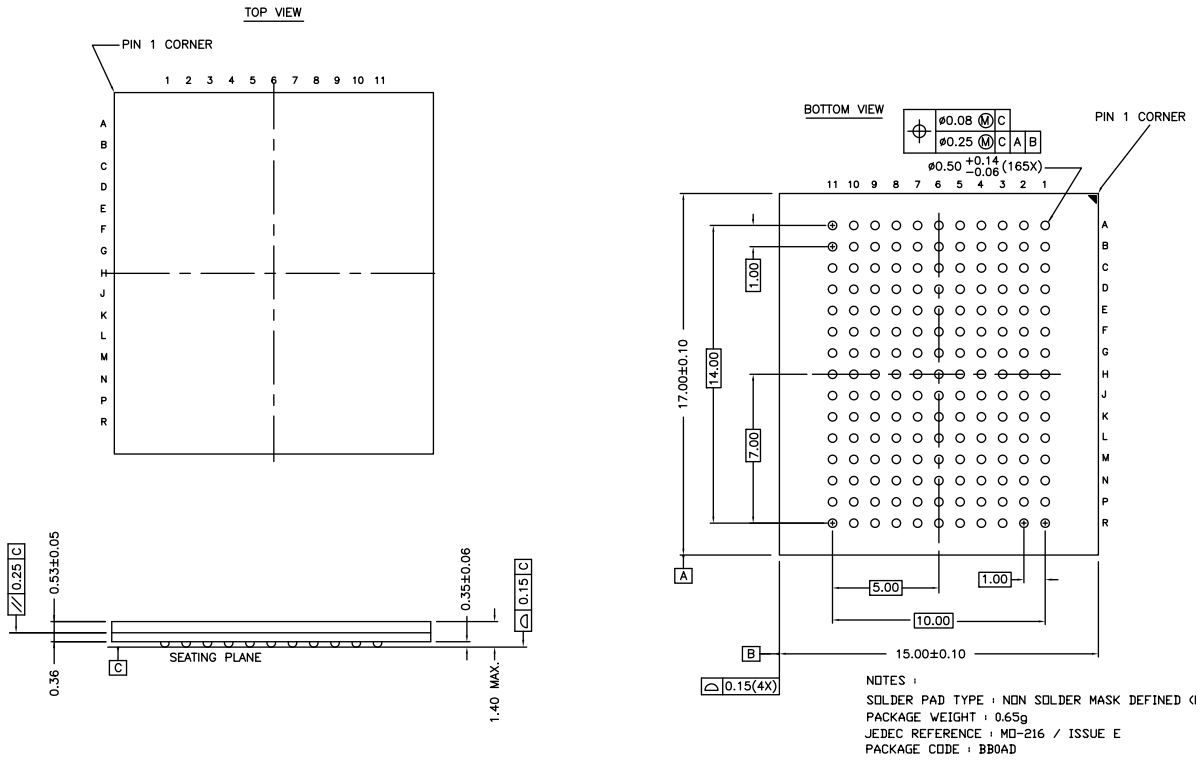 TOP VIEW
PIN 1 CORNER
1 2 3 4 5 6 7 8 9 10 11
A
B
C
D
E
F
G
H
J
K
L
M
N
P
R
BOTTOM VIEW
ø0.08 Ⓜ C
ø0.25 Ⓜ C A B
PIN 1 CORNER
ø0.50 +0.14 -0.06 (165X)
11 10 9 8 7 6 5 4 3 2 1
A
B
C
D
E
F
G
H
J
K
L
M
N
P
R
1.00
14.00
17.00±0.10
7.00
A
5.00
1.00
10.00
B
15.00±0.10
0.15(4X)
0.25 C
0.53±0.05
0.36
C
SEATING PLANE
0.35±0.06
0.15 C
1.40 MAX.
NOTES :
SOLDER PAD TYPE : NON SOLDER MASK DEFINED (
PACKAGE WEIGHT : 0.65g
JEDEC REFERENCE : MO-216 / ISSUE E
PACKAGE CODE : BB0AD